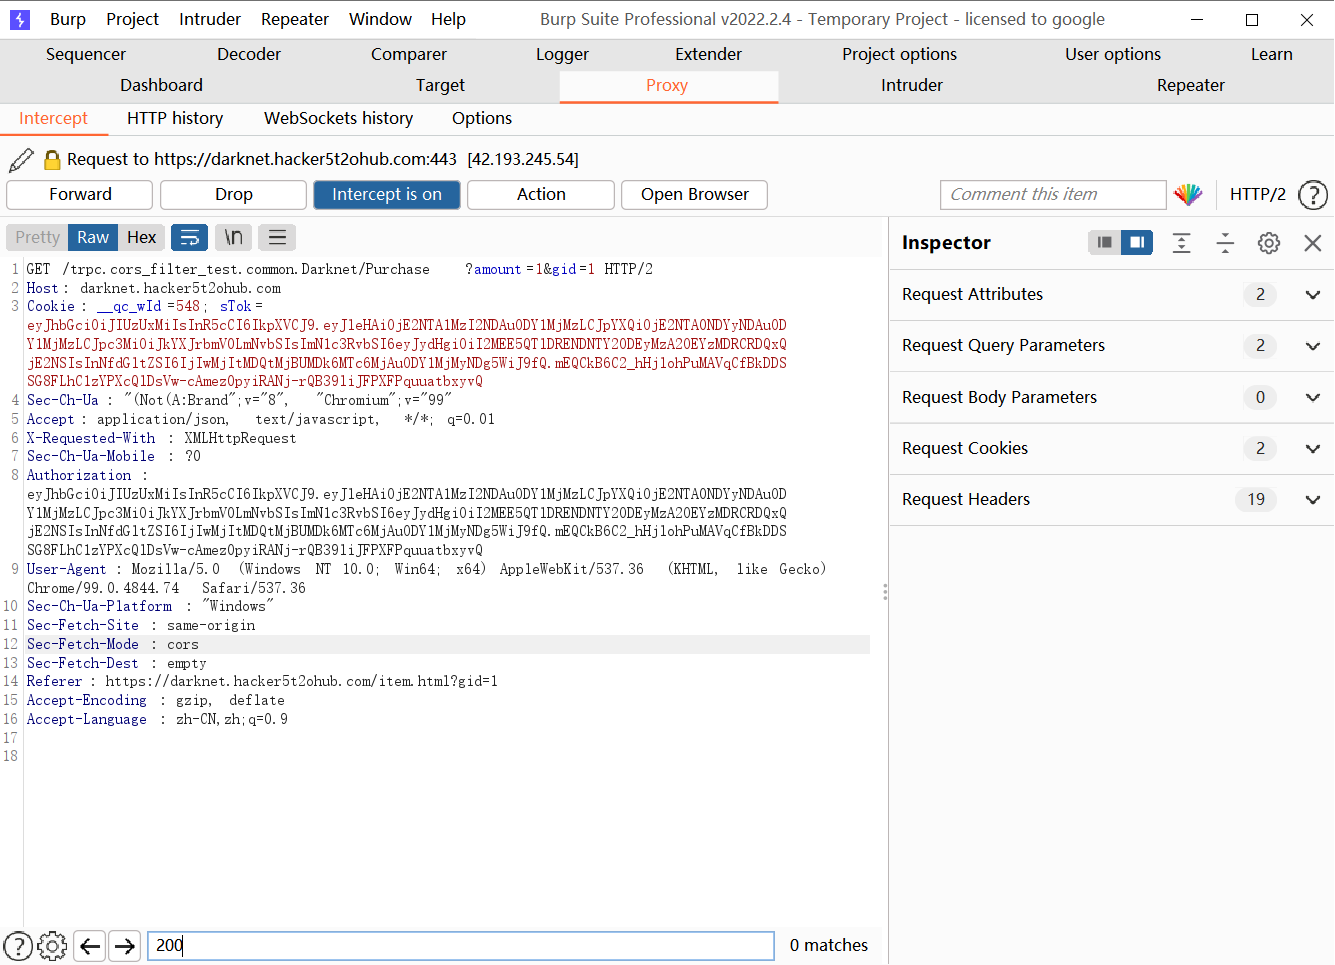 Burp Project Intruder Repeater Window Help Burp Suite Professional v2022.2.4 - Temporary Project - licensed to google
Sequencer Decoder Comparer Logger Extender Project options User options Learn
Dashboard Target Proxy Intruder Repeater
Intercept HTTP history WebSockets history Options
Request to https://darknet.hacker5t2ohub.com:443 [42.193.245.54]
Forward Drop Intercept is on Action Open Browser Comment this item HTTP/2 ?
Pretty Raw Hex \n
Inspector
1 GET /trpc.cors_filter_test.common.Darknet/Purchase ?amount=1&gid=1 HTTP/2
2 Host: darknet.hacker5t2ohub.com
3 Cookie: __qc_wId=548; sTok=
4 Sec-Ch-Ua: "(Not(A:Brand";v="8", "Chromium";v="99"
5 Accept: application/json, text/javascript, */*; q=0.01
6 X-Requested-With: XMLHttpRequest
7 Sec-Ch-Ua-Mobile: ?0
8 Authorization:
9 User-Agent: Mozilla/5.0 (Windows NT 10.0; Win64; x64) AppleWebKit/537.36 (KHTML, like Gecko)
Chrome/99.0.4844.74 Safari/537.36
10 Sec-Ch-Ua-Platform: "Windows"
11 Sec-Fetch-Site: same-origin
12 Sec-Fetch-Mode: cors
13 Sec-Fetch-Dest: empty
14 Referer: https://darknet.hacker5t2ohub.com/item.html?gid=1
15 Accept-Encoding: gzip, deflate
16 Accept-Language: zh-CN,zh;q=0.9
17
18
Request Attributes 2
Request Query Parameters 2
Request Body Parameters 0
Request Cookies 2
Request Headers 19
? 200 0 matches